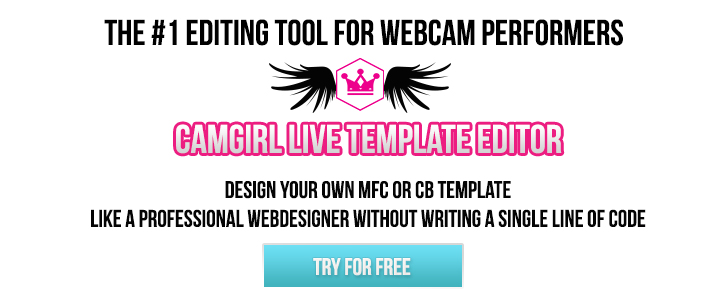 THE #1 EDITING TOOL FOR WEBCAM PERFORMERS
CAMGIRL LIVE TEMPLATE EDITOR
DESIGN YOUR OWN MFC OR CB TEMPLATE
LIKE A PROFESSIONAL WEBDESIGNER WITHOUT WRITING A SINGLE LINE OF CODE
TRY FOR FREE